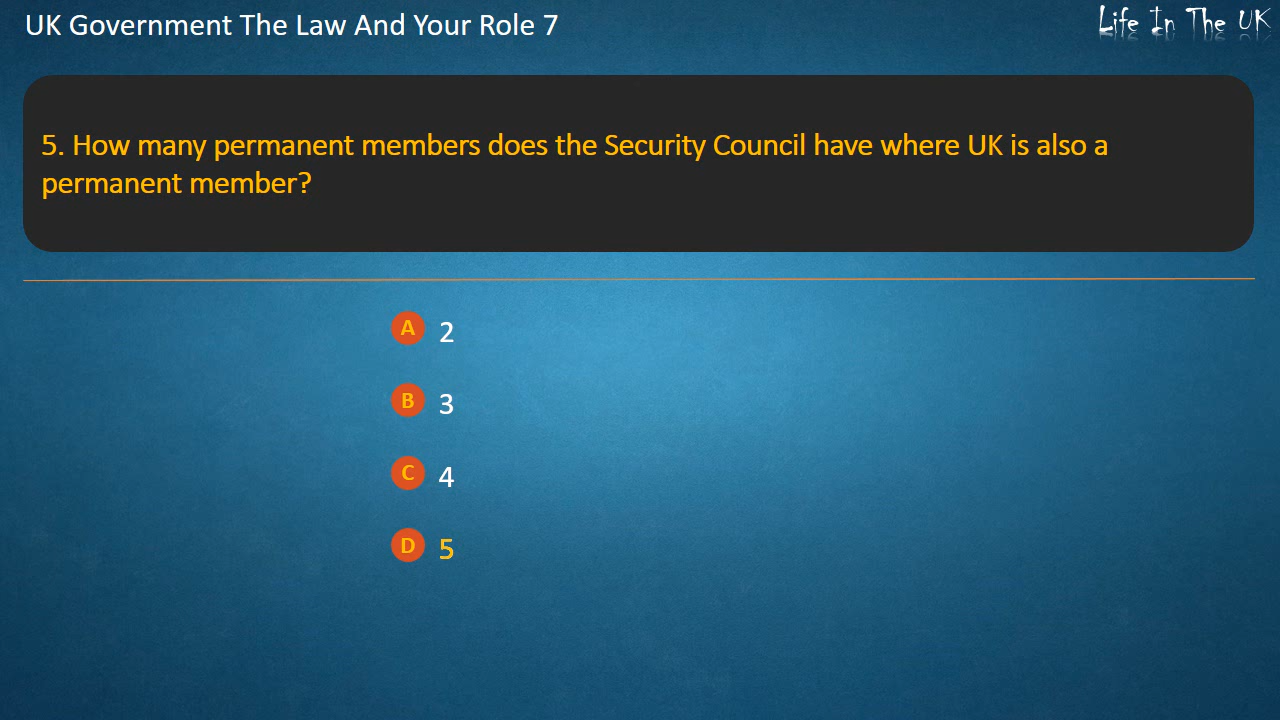 UK Government The Law And Your Role 7
Life In The UK
5. How many permanent members does the Security Council have where UK is also a
permanent member?
A 2
B 3
C 4
D 5